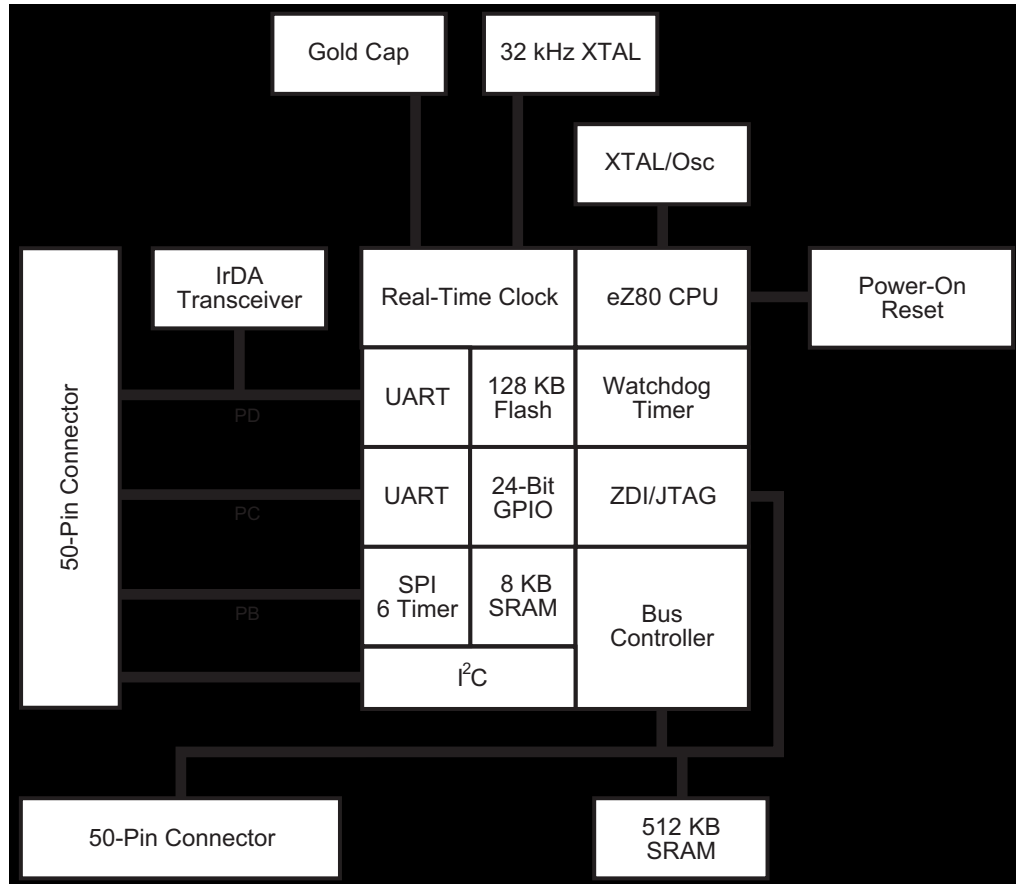 Gold Cap
32 kHz XTAL
XTAL/Osc
IrDA
Transceiver
Real-Time Clock
eZ80 CPU
Power-On
Reset
50-Pin Connector
PD
UART
128 KB
Flash
Watchdog
Timer
PC
UART
24-Bit
GPIO
ZDI/JTAG
PB
SPI
6 Timer
8 KB
SRAM
Bus
Controller
I²C
50-Pin Connector
512 KB
SRAM